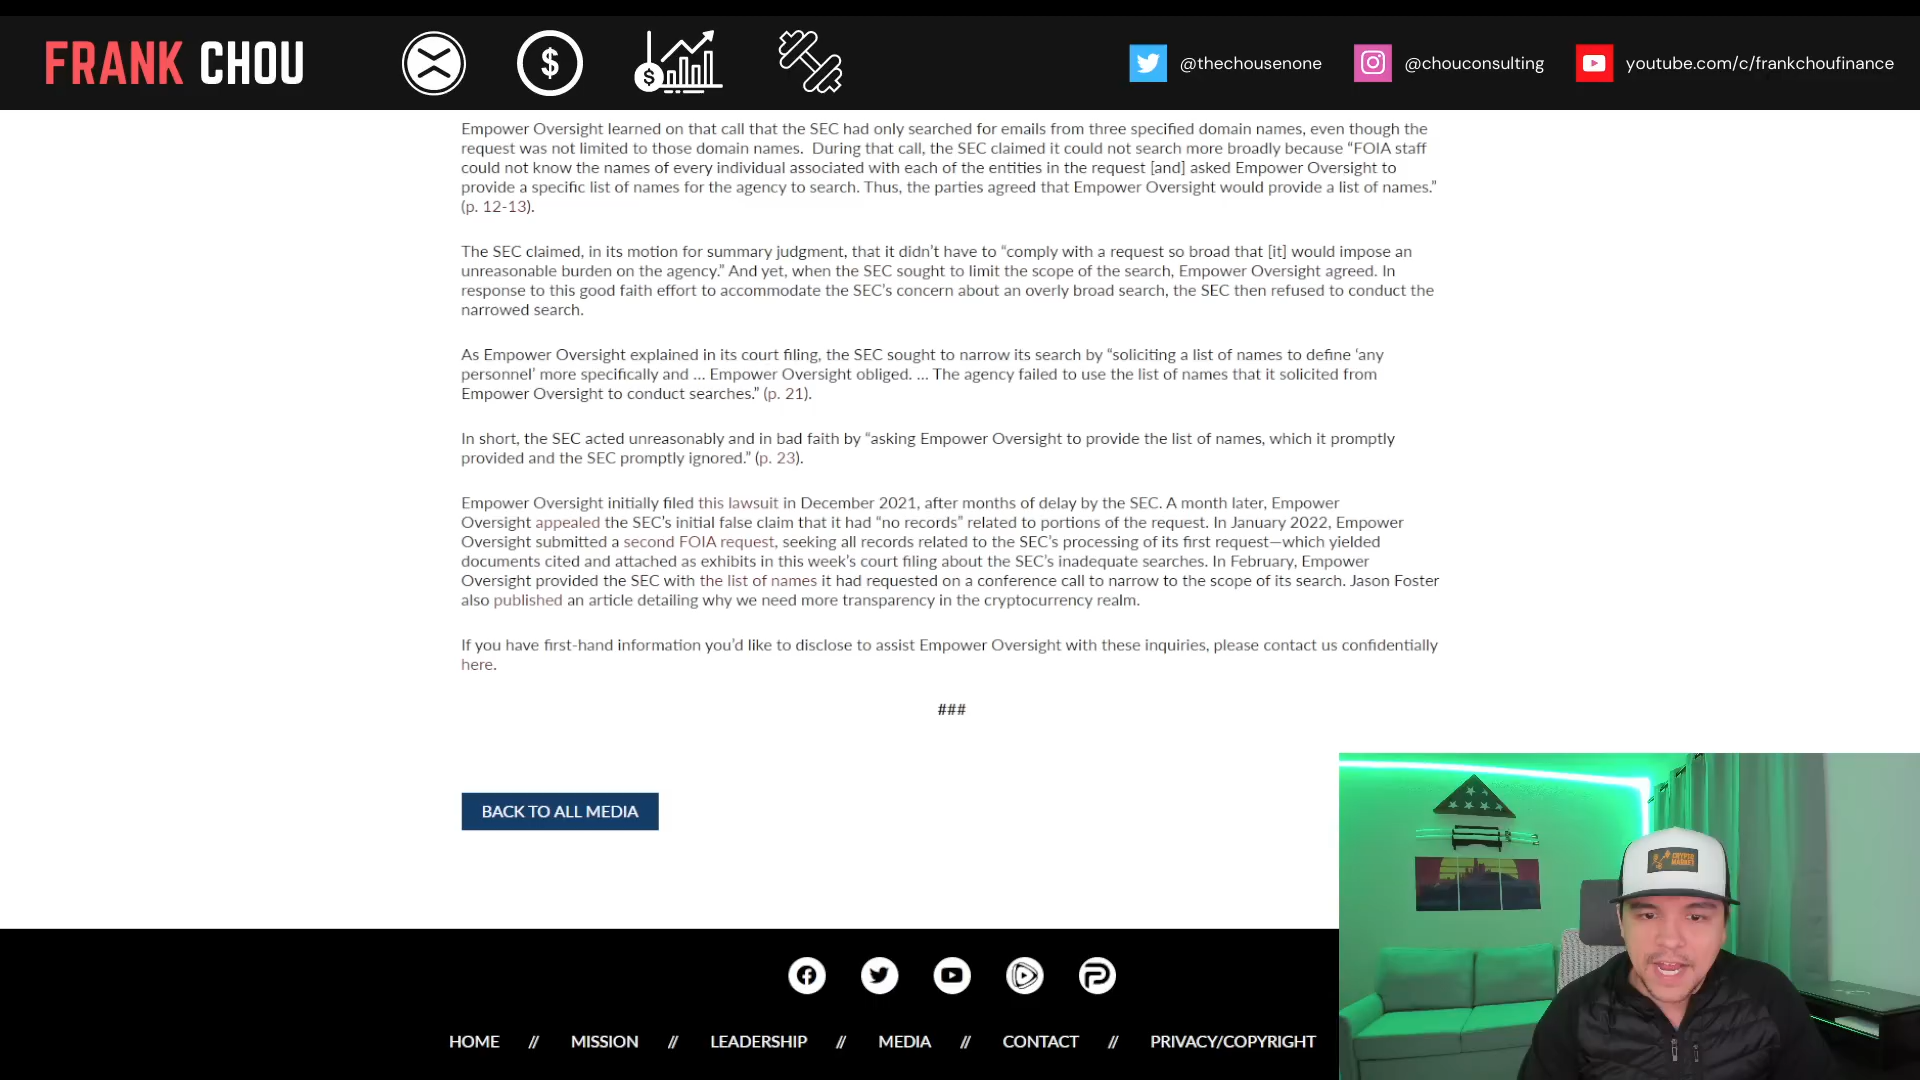 FRANK CHOU
@thechousenone
@chouconsulting
youtube.com/c/frankchoufinance
Empower Oversight learned on that call that the SEC had only searched for emails from three specified domain names, even though the
request was not limited to those domain names.  During that call, the SEC claimed it could not search more broadly because “FOIA staff
could not know the names of every individual associated with each of the entities in the request [and] asked Empower Oversight to
provide a specific list of names for the agency to search. Thus, the parties agreed that Empower Oversight would provide a list of names.”
(p. 12-13).
The SEC claimed, in its motion for summary judgment, that it didn’t have to “comply with a request so broad that [it] would impose an
unreasonable burden on the agency.” And yet, when the SEC sought to limit the scope of the search, Empower Oversight agreed. In
response to this good faith effort to accommodate the SEC’s concern about an overly broad search, the SEC then refused to conduct the
narrowed search.
As Empower Oversight explained in its court filing, the SEC sought to narrow its search by “soliciting a list of names to define ‘any
personnel’ more specifically and … Empower Oversight obliged. … The agency failed to use the list of names that it solicited from
Empower Oversight to conduct searches.” (p. 21).
In short, the SEC acted unreasonably and in bad faith by “asking Empower Oversight to provide the list of names, which it promptly
provided and the SEC promptly ignored.” (p. 23).
Empower Oversight initially filed this lawsuit in December 2021, after months of delay by the SEC. A month later, Empower
Oversight appealed the SEC’s initial false claim that it had “no records” related to portions of the request. In January 2022, Empower
Oversight submitted a second FOIA request, seeking all records related to the SEC’s processing of its first request—which yielded
documents cited and attached as exhibits in this week’s court filing about the SEC’s inadequate searches. In February, Empower
Oversight provided the SEC with the list of names it had requested on a conference call to narrow to the scope of its search. Jason Foster
also published an article detailing why we need more transparency in the cryptocurrency realm.
If you have first-hand information you’d like to disclose to assist Empower Oversight with these inquiries, please contact us confidentially
here.
###
BACK TO ALL MEDIA
CRYPTO
MARKET
HOME // MISSION // LEADERSHIP // MEDIA // CONTACT // PRIVACY/COPYRIGHT